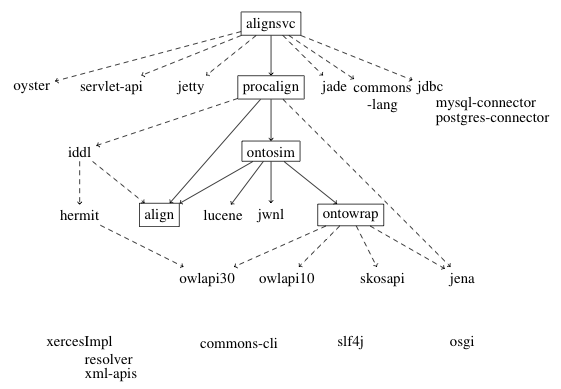 alignsvc
oyster
servlet-api
jetty
procalign
jade
commons
-lang
jdbc
mysql-connector
postgres-connector
iddl
ontosim
hermit
align
lucene
jwnl
ontowrap
owlapi30
owlapi10
skosapi
jena
xercesImpl
resolver
xml-apis
commons-cli
slf4j
osgi